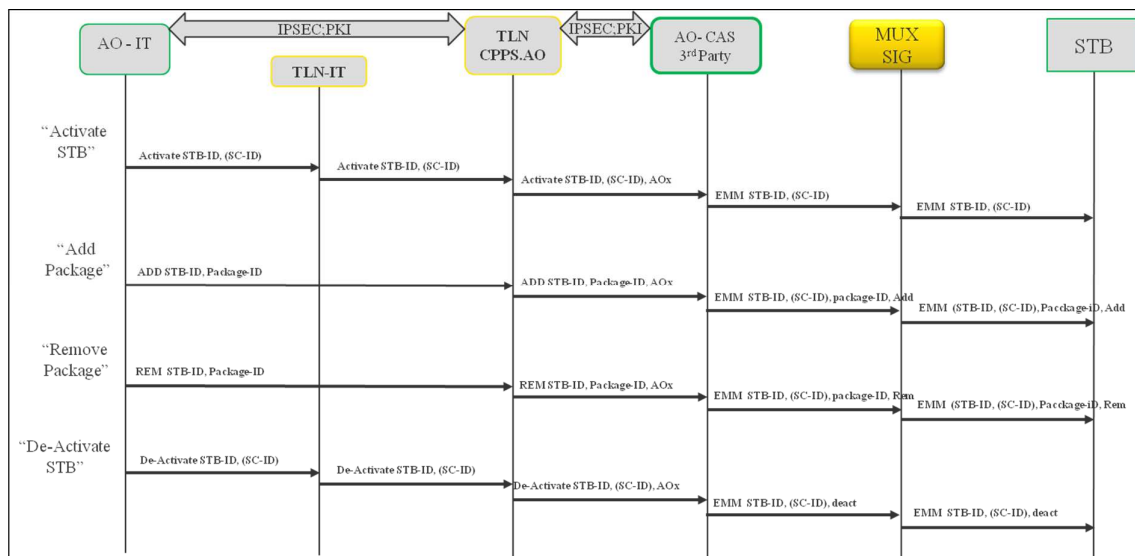 IPSEC;PKI
IPSEC;PKI
AO - IT
TLN
CPPS.AO
AO- CAS
3rd Party
MUX
SIG
STB
TLN-IT
“Activate
STB”
Activate STB-ID, (SC-ID)
Activate STB-ID, (SC-ID)
Activate STB-ID, (SC-ID), AOx
EMM STB-ID, (SC-ID)
EMM STB-ID, (SC-ID)
“Add
Package”
ADD STB-ID, Package-ID
ADD STB-ID, Package-ID, AOx
EMM STB-ID, (SC-ID), package-ID, Add
EMM (STB-ID, (SC-ID), Pacckage-iD, Add
“Remove
Package”
REM STB-ID, Package-ID
REM STB-ID, Package-ID, AOx
EMM STB-ID, (SC-ID), package-ID, Rem
EMM (STB-ID, (SC-ID), Pacckage-iD, Rem
“De-Activate
STB”
De-Activate STB-ID, (SC-ID)
De-Activate STB-ID, (SC-ID)
De-Activate STB-ID, (SC-ID), AOx
EMM STB-ID, (SC-ID), deact
EMM STB-ID, (SC-ID), deact